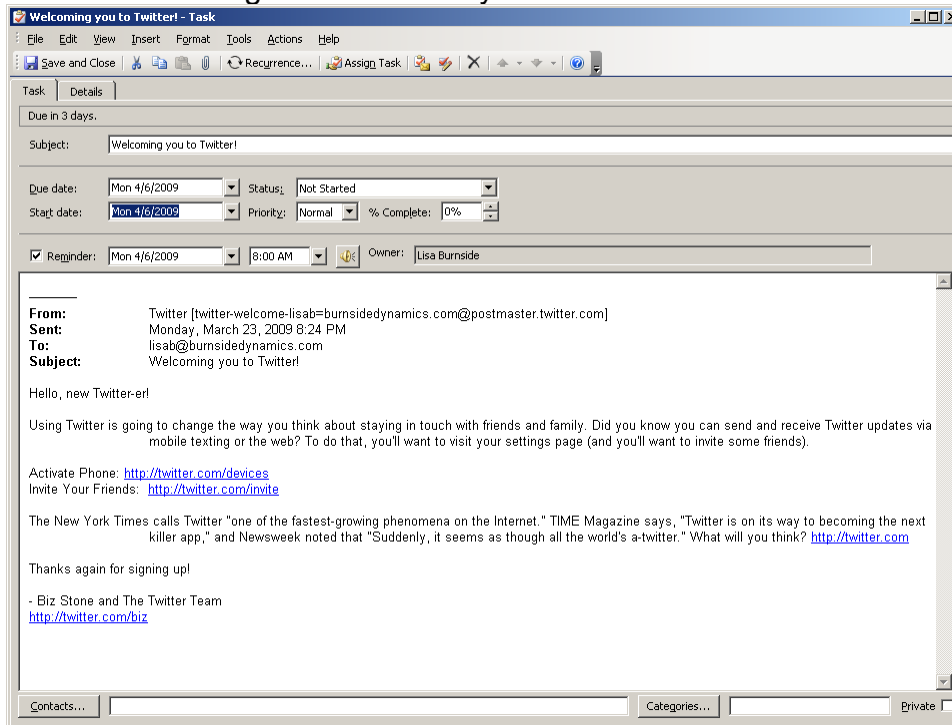 Welcoming you to Twitter! - Task
File Edit View Insert Format Tools Actions Help
Save and Close Recurrence... Assign Task
Task Details
Due in 3 days.
Subject: Welcoming you to Twitter!
Due date: Mon 4/6/2009 Status: Not Started
Start date: Mon 4/6/2009 Priority: Normal % Complete: 0%
Reminder: Mon 4/6/2009 8:00 AM Owner: Lisa Burnside
From: Twitter [twitter-welcome-lisab=burnsidedynamics.com@postmaster.twitter.com]
Sent: Monday, March 23, 2009 8:24 PM
To: lisab@burnsidedynamics.com
Subject: Welcoming you to Twitter!
Hello, new Twitter-er!
Using Twitter is going to change the way you think about staying in touch with friends and family. Did you know you can send and receive Twitter updates via
mobile texting or the web? To do that, you'll want to visit your settings page (and you'll want to invite some friends).
Activate Phone: http://twitter.com/devices
Invite Your Friends: http://twitter.com/invite
The New York Times calls Twitter "one of the fastest-growing phenomena on the Internet." TIME Magazine says, "Twitter is on its way to becoming the next
killer app," and Newsweek noted that "Suddenly, it seems as though all the world's a-twitter." What will you think? http://twitter.com
Thanks again for signing up!
- Biz Stone and The Twitter Team
http://twitter.com/biz
Contacts... Categories... Private